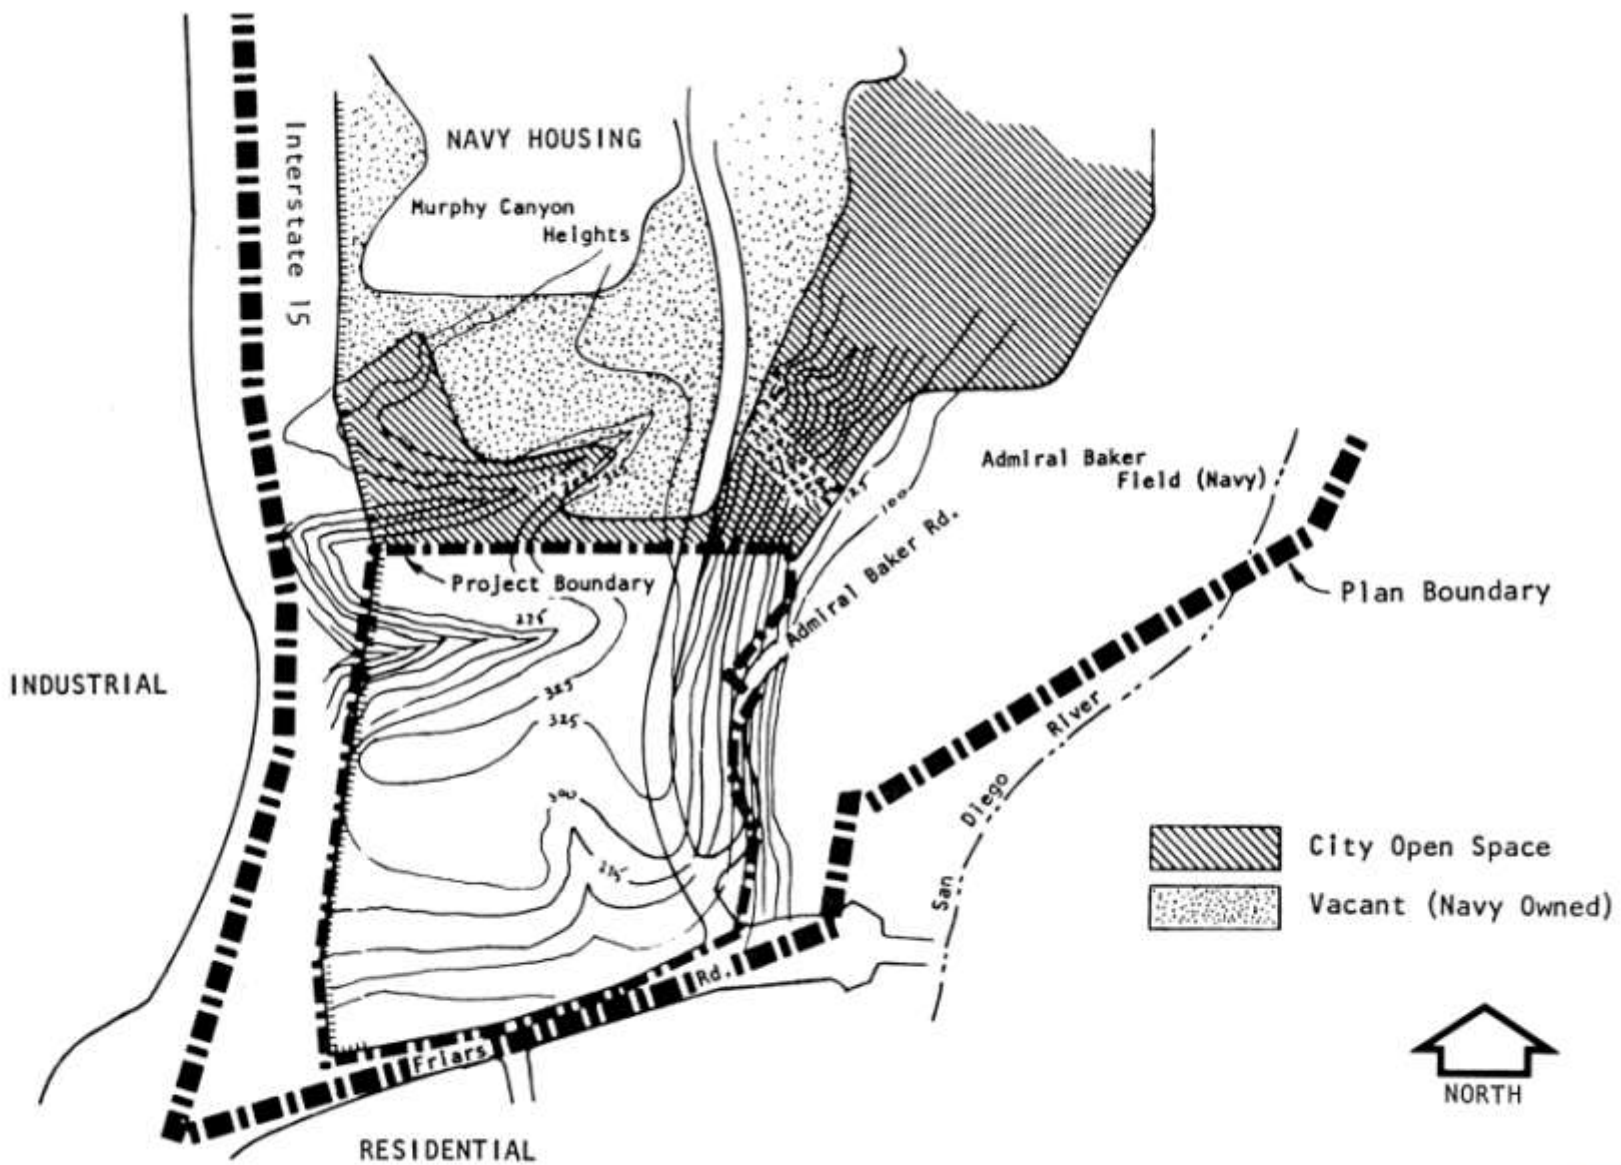 NAVY HOUSING
Interstate 15
Murphy Canyon
Heights
Admiral Baker
Field (Navy)
125
100
Admiral Baker Rd.
Project Boundary
Plan Boundary
275
INDUSTRIAL
325
325
River
Diego
San
300
275
City Open Space
Vacant (Navy Owned)
Rd.
Friars
NORTH
RESIDENTIAL